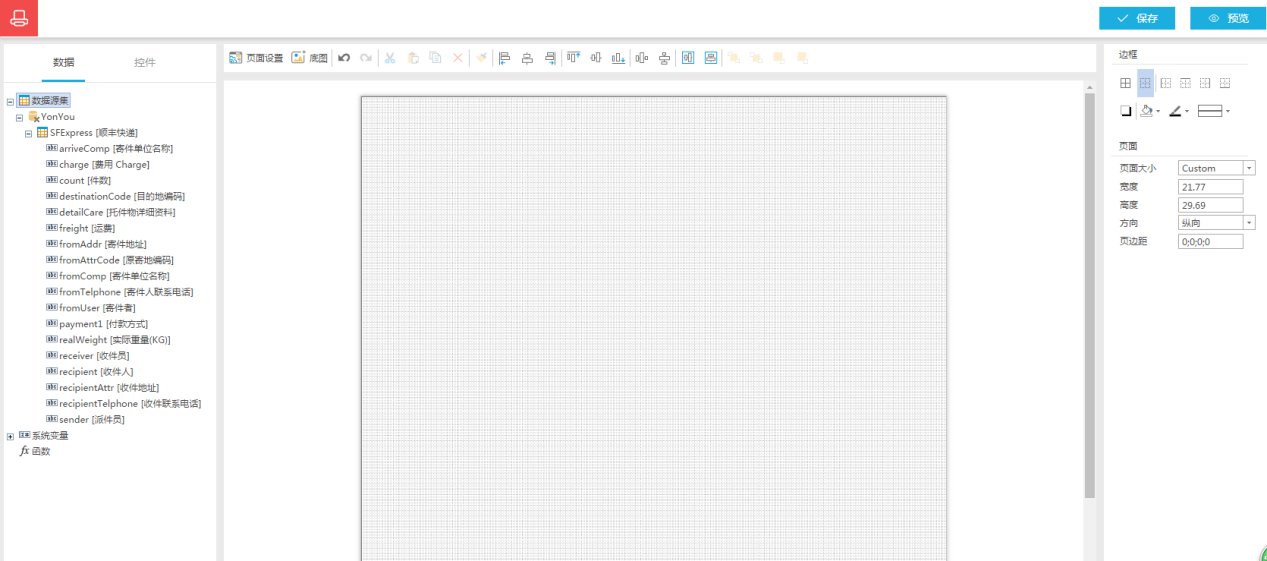 保存
预览
数据
控件
页面设置
底图
数据源集
YonYou
SFExpress [顺丰快递]
arriveComp [寄件单位名称]
charge [费用 Charge]
count [件数]
destinationCode [目的地编码]
detailCare [托件物详细资料]
freight [运费]
fromAddr [寄件地址]
fromAttrCode [原寄地编码]
fromComp [寄件单位名称]
fromTelphone [寄件人联系电话]
fromUser [寄件者]
payment1 [付款方式]
realWeight [实际重量(KG)]
receiver [收件员]
recipient [收件人]
recipientAttr [收件地址]
recipientTelphone [收件联系电话]
sender [派件员]
系统变量
fx 函数
边框
页面
页面大小 Custom
宽度 21.77
高度 29.69
方向 纵向
页边距 0;0;0;0